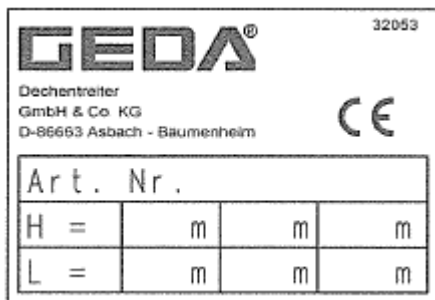 32053
GEDA®
Dechentreiter
GmbH & Co KG
D-86663 Asbach - Baumenheim
CE
Art. Nr.
H = m m m
L = m m m